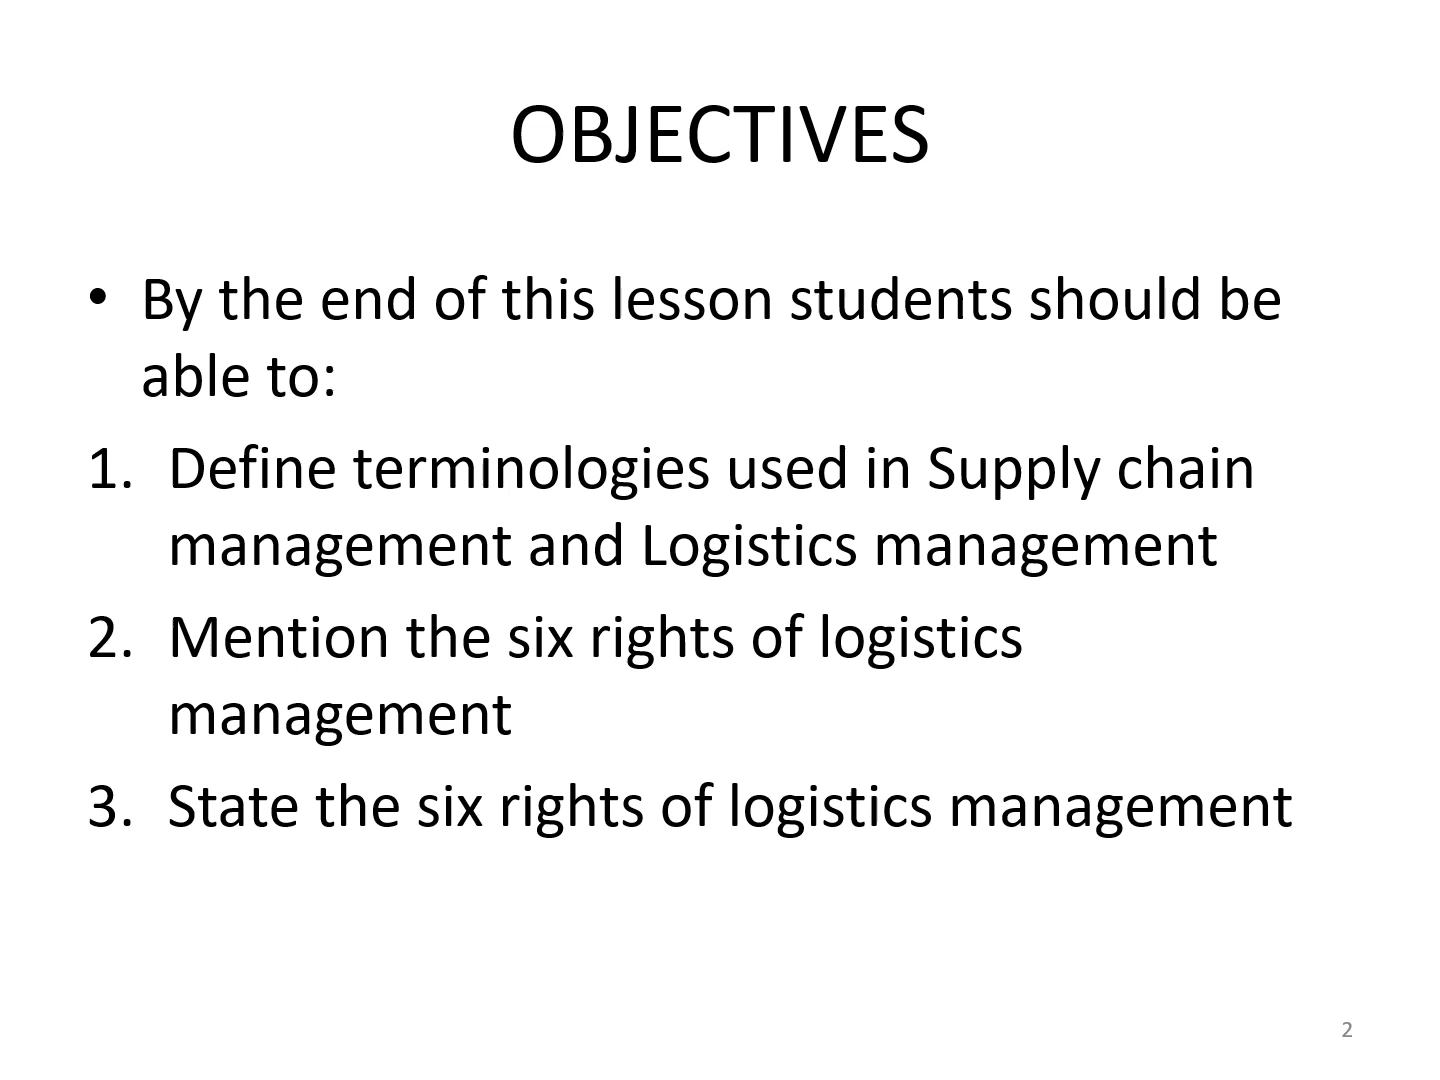 OBJECTIVES
• By the end of this lesson students should be
able to:
1. Define terminologies used in Supply chain
management and Logistics management
2. Mention the six rights of logistics
management
3. State the six rights of logistics management
2